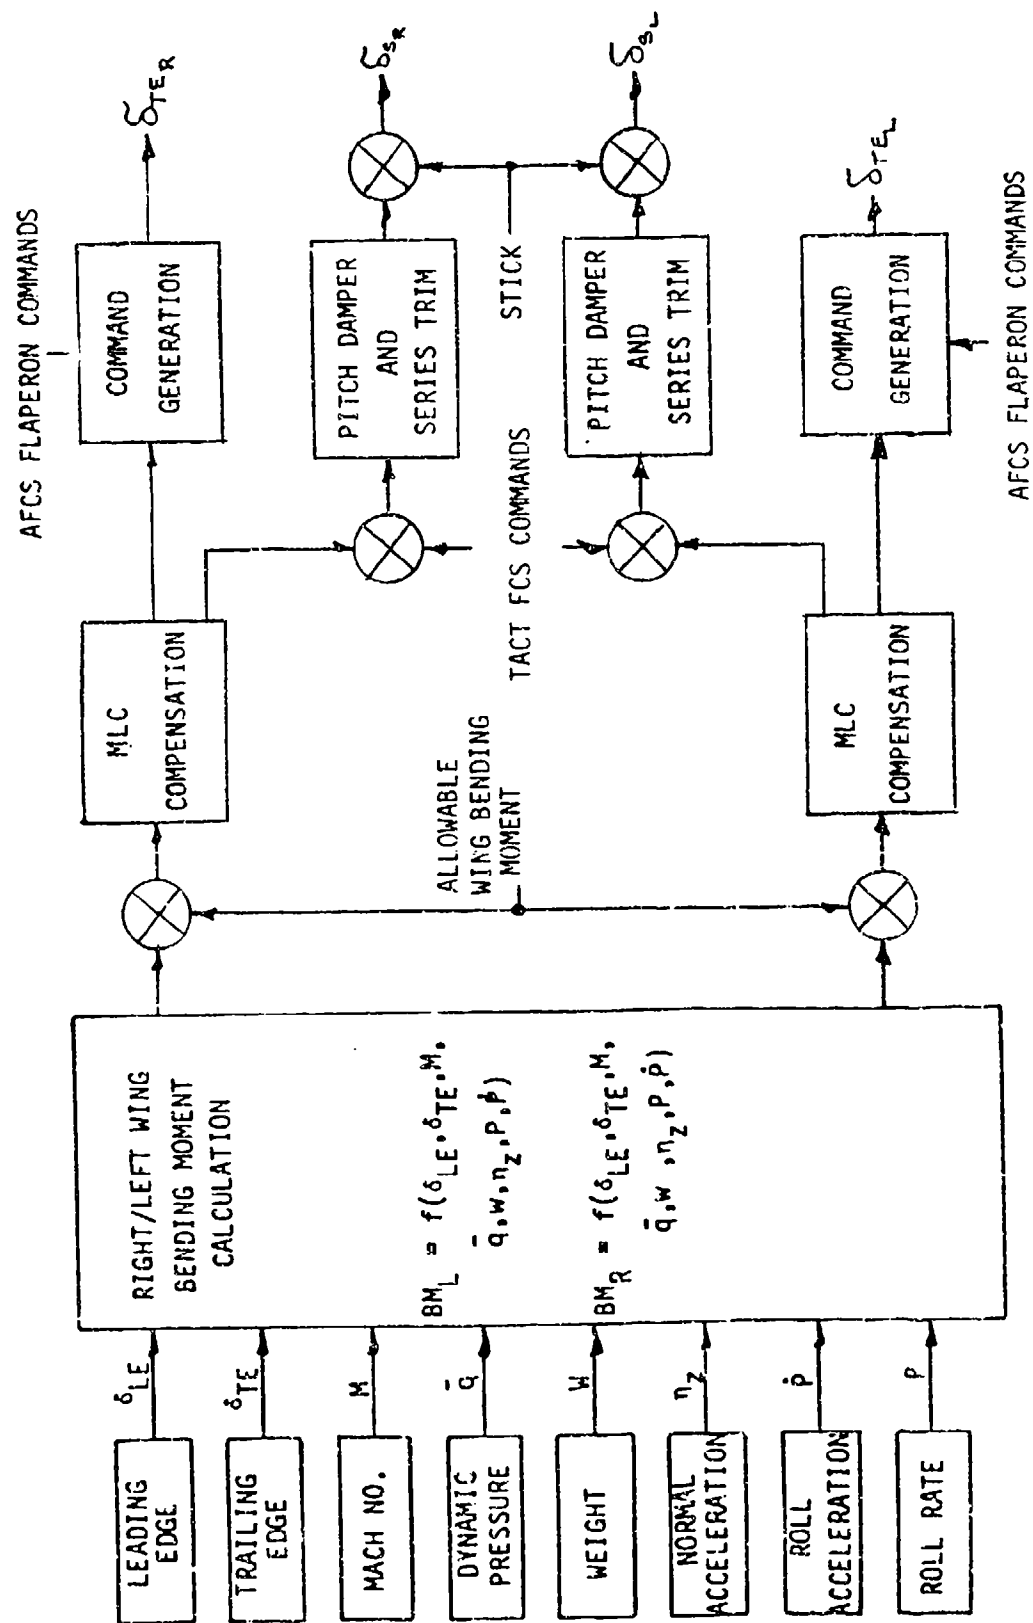 LEADING
EDGE
δLE
TRAILING
EDGE
δTE
MACH NO.
M
DYNAMIC
PRESSURE
q̄
WEIGHT
W
NORMAL
ACCELERATION
ηZ
ROLL
ACCELERATION
Ṗ
ROLL RATE
P
RIGHT/LEFT WING
BENDING MOMENT
CALCULATION
BML = f(δLE,δTE,M,
q̄,W,ηZ,P,Ṗ)
BMR = f(δLE,δTE,M,
q̄,W,ηZ,P,Ṗ)
ALLOWABLE
WING BENDING
MOMENT
MLC
COMPENSATION
MLC
COMPENSATION
TACT FCS COMMANDS
AFCS FLAPERON COMMANDS
COMMAND
GENERATION
δTER
PITCH DAMPER
AND
SERIES TRIM
δSR
STICK
PITCH DAMPER
AND
SERIES TRIM
δSL
COMMAND
GENERATION
δTEL
AFCS FLAPERON COMMANDS